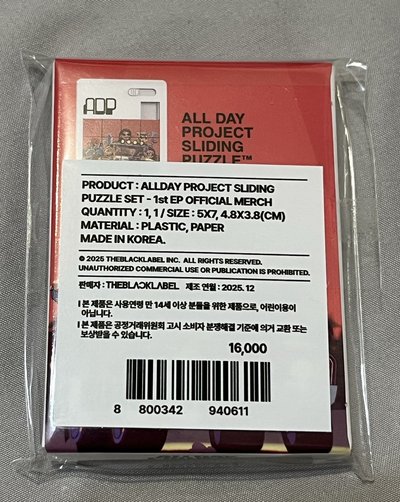 ADP
ALL DAY
PROJECT
SLIDING
PUZZLE™
PRODUCT : ALLDAY PROJECT SLIDING
PUZZLE SET - 1st EP OFFICIAL MERCH
QUANTITY : 1, 1 / SIZE : 5X7, 4.8X3.8(CM)
MATERIAL : PLASTIC, PAPER
MADE IN KOREA.
© 2025 THEBLACKLABEL INC. ALL RIGHTS RESERVED.
UNAUTHORIZED COMMERCIAL USE OR PUBLICATION IS PROHIBITED.
판매자 : THEBLACKLABEL 제조 연월 : 2025. 12
l 본 제품은 사용연령 만 14세 이상 분들을 위한 제품으로, 어린이용이
아닙니다.
l 본 제품은 공정거래위원회 고시 소비자 분쟁해결 기준에 의거 교환 또는
보상받을 수 있습니다.
16,000
8 800342 940611